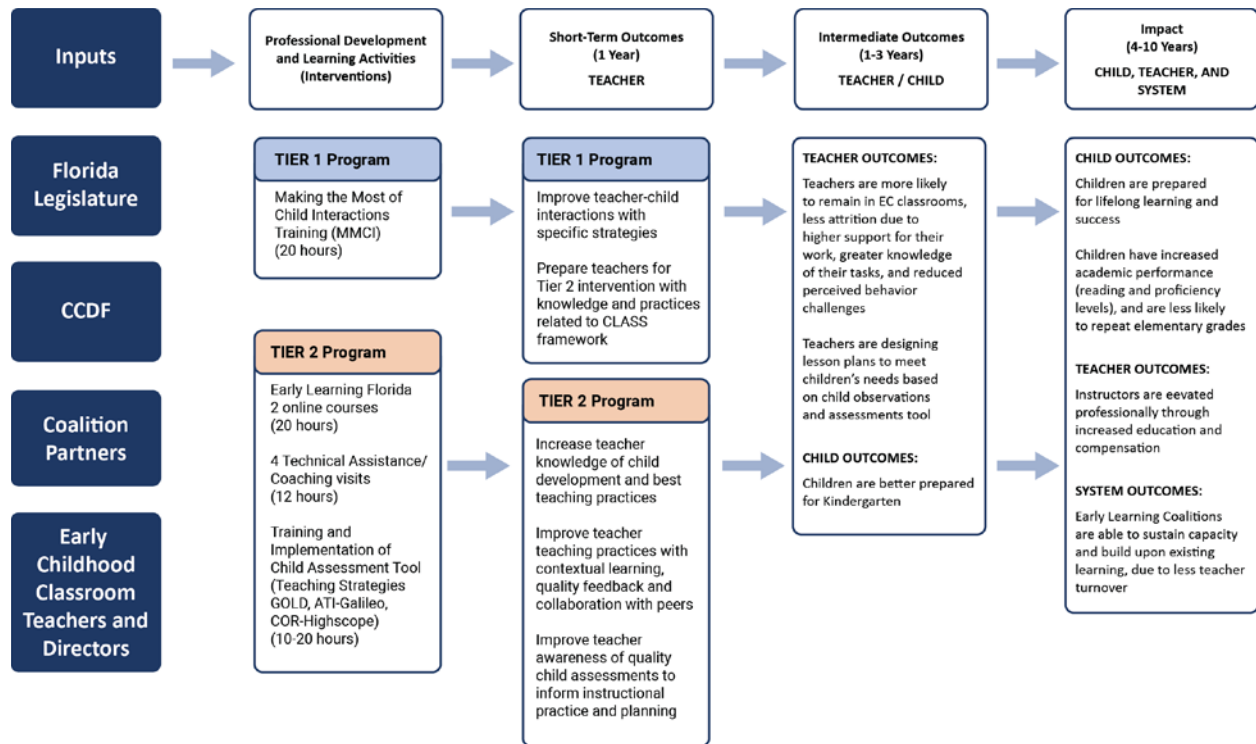 Inputs
Professional Development
and Learning Activities
(Interventions)
Short-Term Outcomes
(1 Year)
TEACHER
Intermediate Outcomes
(1-3 Years)
TEACHER / CHILD
Impact
(4-10 Years)
CHILD, TEACHER, AND
SYSTEM
Florida
Legislature
CCDF
Coalition
Partners
Early
Childhood
Classroom
Teachers and
Directors
TIER 1 Program
Making the Most of
Child Interactions
Training (MMCI)
(20 hours)
TIER 2 Program
Early Learning Florida
2 online courses
(20 hours)
4 Technical Assistance/
Coaching visits
(12 hours)
Training and
Implementation of
Child Assessment Tool
(Teaching Strategies
GOLD, ATI-Galileo,
COR-Highscope)
(10-20 hours)
TIER 1 Program
Improve teacher-child
interactions with
specific strategies
Prepare teachers for
Tier 2 intervention with
knowledge and practices
related to CLASS
framework
TIER 2 Program
Increase teacher
knowledge of child
development and best
teaching practices
Improve teacher
teaching practices with
contextual learning,
quality feedback and
collaboration with peers
Improve teacher
awareness of quality
child assessments to
inform instructional
practice and planning
TEACHER OUTCOMES:
Teachers are more likely
to remain in EC classrooms,
less attrition due to
higher support for their
work, greater knowledge
of their tasks, and reduced
perceived behavior
challenges
Teachers are designing
lesson plans to meet
children's needs based
on child observations
and assessments tool
CHILD OUTCOMES:
Children are better prepared
for Kindergarten
CHILD OUTCOMES:
Children are prepared
for lifelong learning and
success
Children have increased
academic performance
(reading and proficiency
levels), and are less likely
to repeat elementary grades
TEACHER OUTCOMES:
Instructors are eevated
professionally through
increased education and
compensation
SYSTEM OUTCOMES:
Early Learning Coalitions
are able to sustain capacity
and build upon existing
learning, due to less teacher
turnover